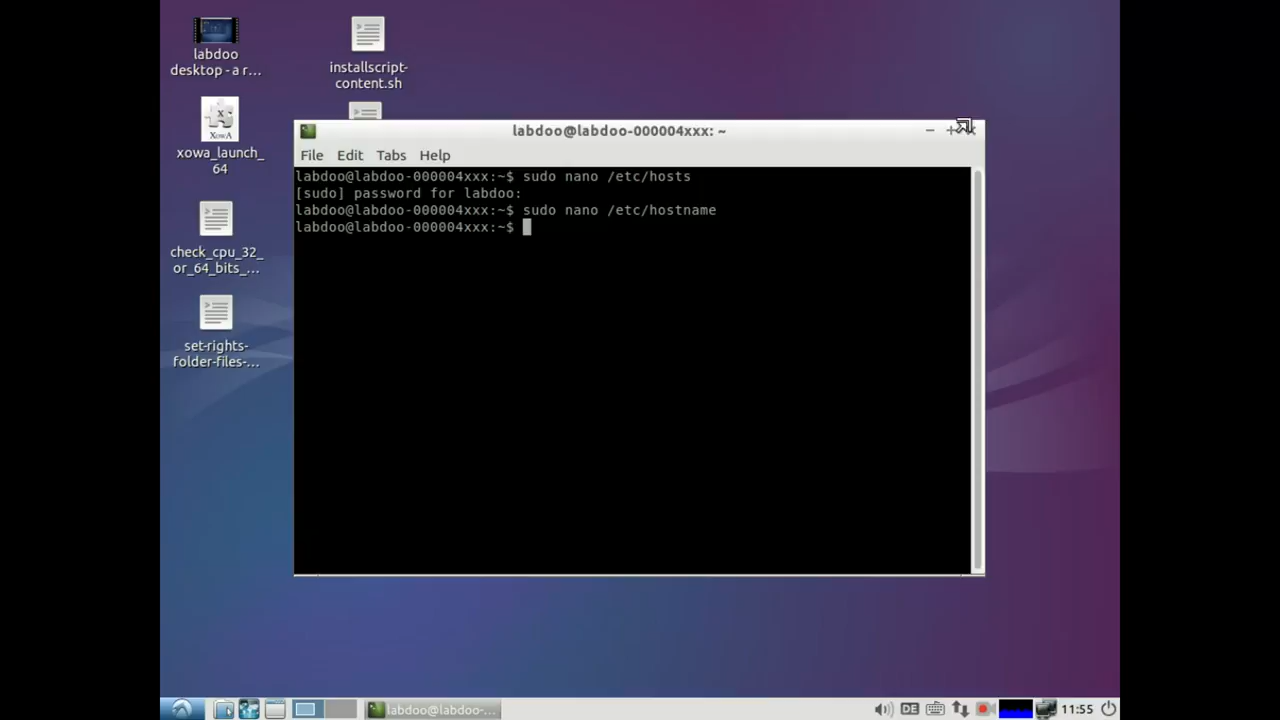 labdoo
desktop - a r...
installscript-
content.sh
XOWA
xowa_launch_
64
check_cpu_32_
or_64_bits_...
set-rights-
folder-files-...
labdoo@labdoo-000004xxx: ~
File Edit Tabs Help
labdoo@labdoo-000004xxx:~$ sudo nano /etc/hosts
[sudo] password for labdoo:
labdoo@labdoo-000004xxx:~$ sudo nano /etc/hostname
labdoo@labdoo-000004xxx:~$
labdoo@labdoo-...
DE
11:55